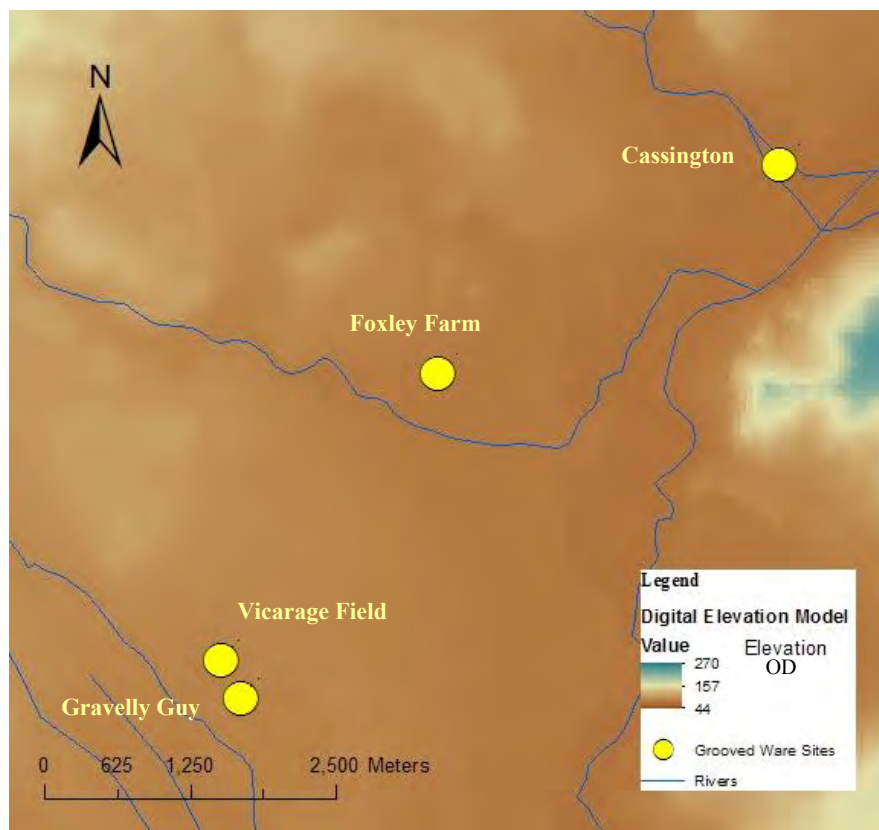 N
Cassington
Foxley Farm
Vicarage Field
Gravelly Guy
0 625 1,250 2,500 Meters
Legend
Digital Elevation Model
Value Elevation
OD
270
157
44
Grooved Ware Sites
Rivers